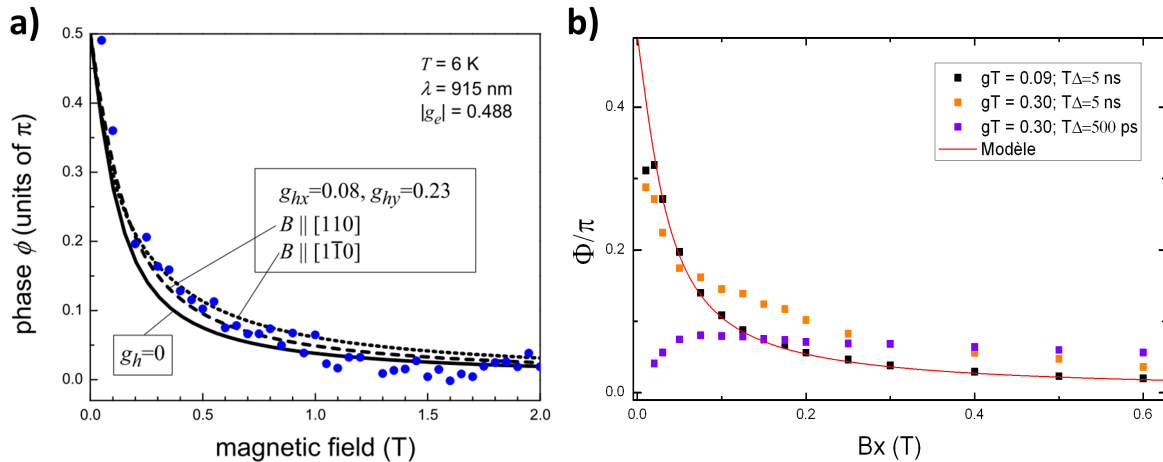 a)
0.5
0.4
0.3
0.2
0.1
0.0
phase ϕ (units of π)
T = 6 K
λ = 915 nm
|gₑ| = 0.488
g_hx=0.08, g_hy=0.23
B || [110]
B || [11̄0]
g_h=0
0.0 0.5 1.0 1.5 2.0
magnetic field (T)
b)
0.4
0.2
0.0
Φ/π
gT = 0.09; TΔ=5 ns
gT = 0.30; TΔ=5 ns
gT = 0.30; TΔ=500 ps
Modèle
0.0 0.2 0.4 0.6
Bx (T)